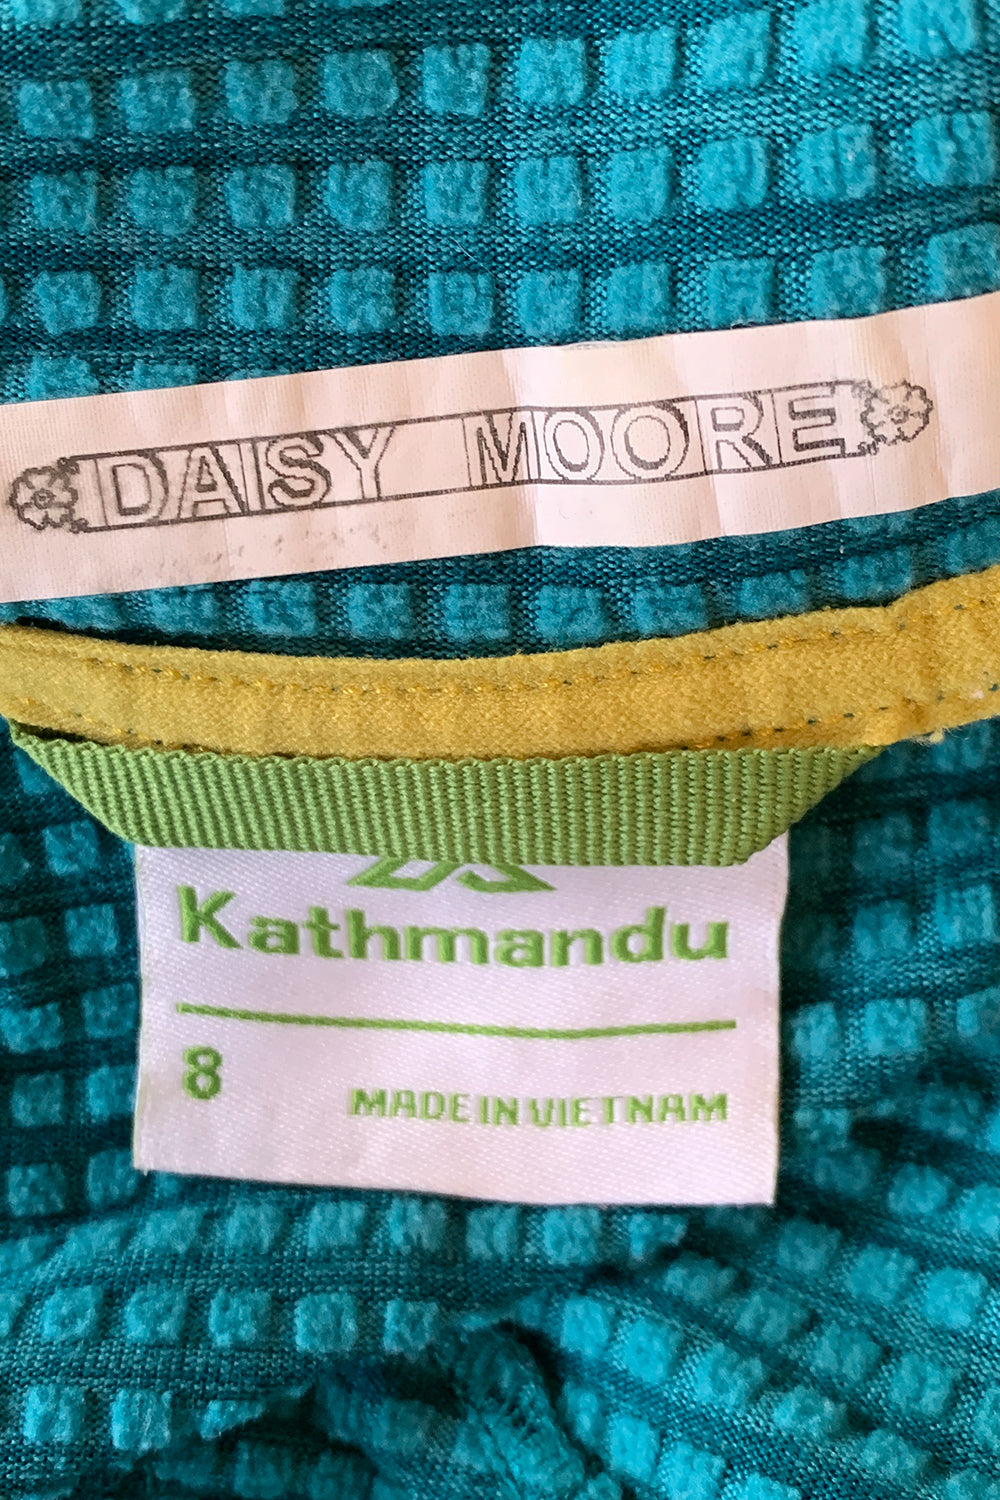 DAISY MOORE
Kathmandu
8
MADE IN VIETNAM